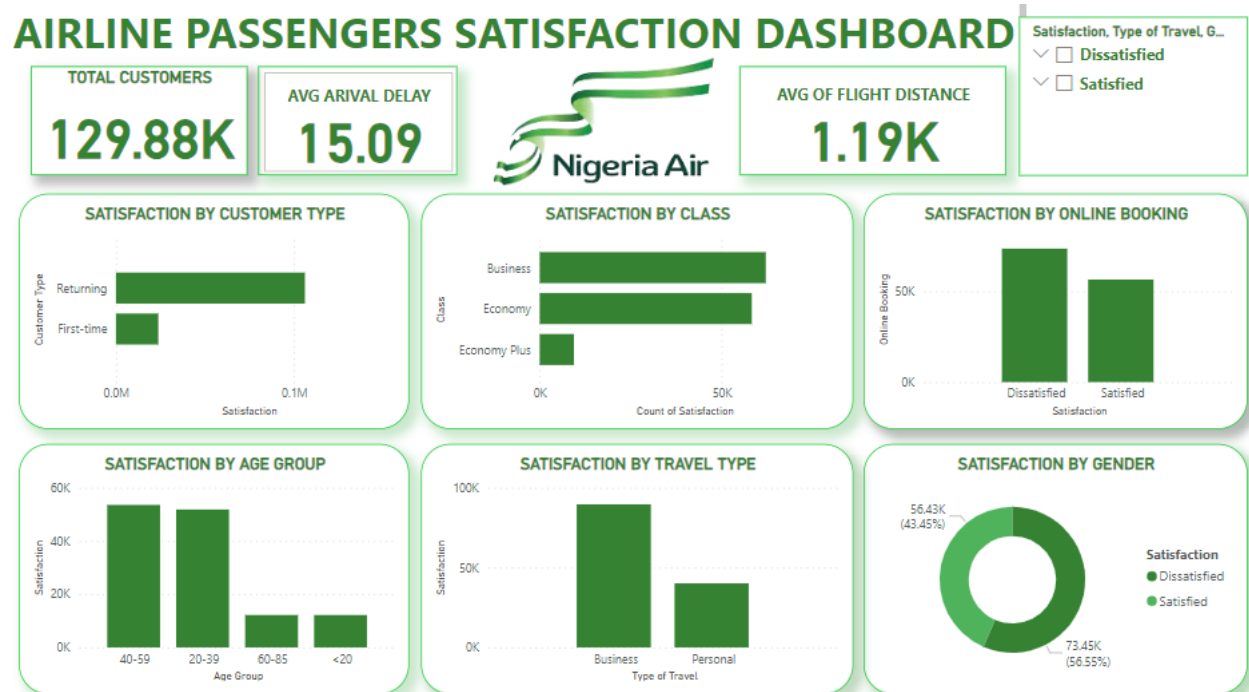 AIRLINE PASSENGERS SATISFACTION DASHBOARD
Satisfaction, Type of Travel, G...
Dissatisfied
Satisfied
TOTAL CUSTOMERS
129.88K
AVG ARIVAL DELAY
15.09
Nigeria Air
AVG OF FLIGHT DISTANCE
1.19K
SATISFACTION BY CUSTOMER TYPE
Customer Type
Returning
First-time
0.0M
0.1M
Satisfaction
SATISFACTION BY CLASS
Class
Business
Economy
Economy Plus
0K
50K
Count of Satisfaction
SATISFACTION BY ONLINE BOOKING
Online Booking
50K
0K
Dissatisfied
Satisfied
Satisfaction
SATISFACTION BY AGE GROUP
Satisfaction
60K
40K
20K
0K
40-59
20-39
60-85
<20
Age Group
SATISFACTION BY TRAVEL TYPE
Satisfaction
100K
50K
0K
Business
Personal
Type of Travel
SATISFACTION BY GENDER
56.43K
(43.45%)
73.45K
(56.55%)
Satisfaction
Dissatisfied
Satisfied